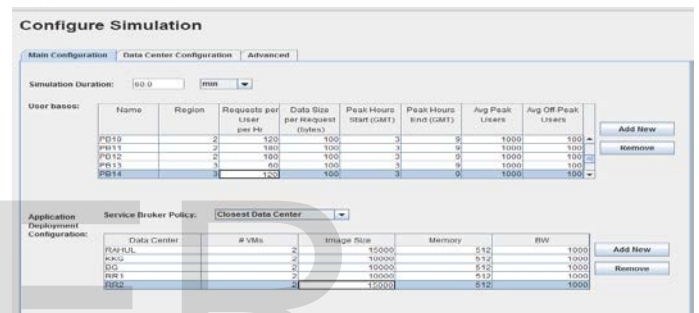 Configure Simulation
Main Configuration Data Center Configuration Advanced
Simulation Duration: 60.0 min
User bases:
Name Region Requests per User per Hr Data Size per Request (bytes) Peak Hours Start (GMT) Peak Hours End (GMT) Avg Peak Users Avg Off-Peak Users
PB10 2 120 100 3 9 1000 100
PB11 2 180 100 3 9 1000 100
PB12 2 180 100 3 9 1000 100
PB13 3 60 100 3 9 1000 100
PB14 3 120 100 3 9 1000 100
Add New
Remove
Application Deployment Configuration:
Service Broker Policy: Closest Data Center
Data Center # VMs Image Size Memory BW
RAHUL 2 15000 512 1000
KKG 2 10000 512 1000
BG 2 10000 512 1000
RR1 2 10000 512 1000
RR2 2 15000 512 1000
Add New
Remove